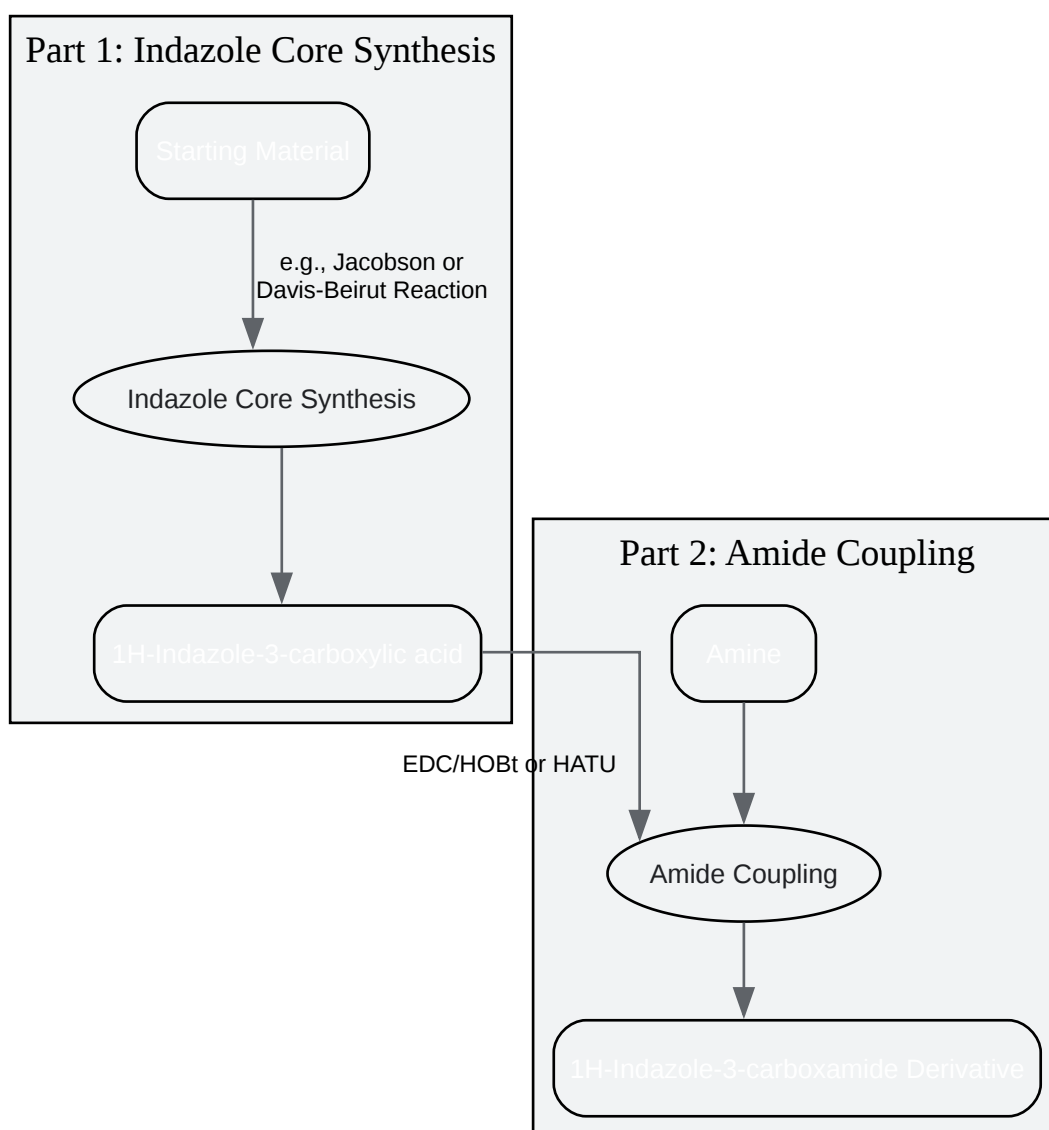 Part 1: Indazole Core Synthesis
Starting Material
e.g., Jacobson or
Davis-Beirut Reaction
Indazole Core Synthesis
1H-Indazole-3-carboxylic acid
EDC/HOBt or HATU
Part 2: Amide Coupling
Amine
Amide Coupling
1H-Indazole-3-carboxamide Derivative